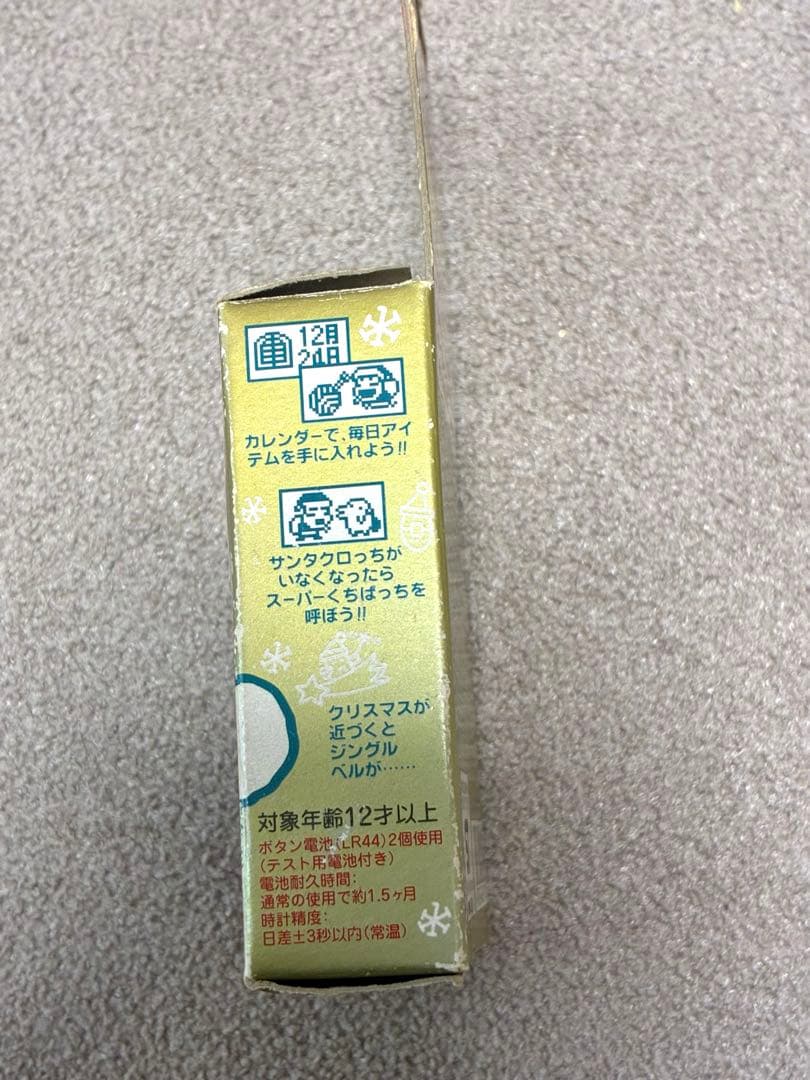 12月
24日
カレンダーで、毎日アイ
テムを手に入れよう!!
サンタクロっちが
いなくなったら
スーパーくちぱっちを
呼ぼう!!
クリスマスが
近づくと
ジングル
ベルが……
対象年齢12才以上
ボタン電池(LR44)2個使用
(テスト用電池付き)
電池耐久時間:
通常の使用で約1.5ヶ月
時計精度:
日差±3秒以内(常温)